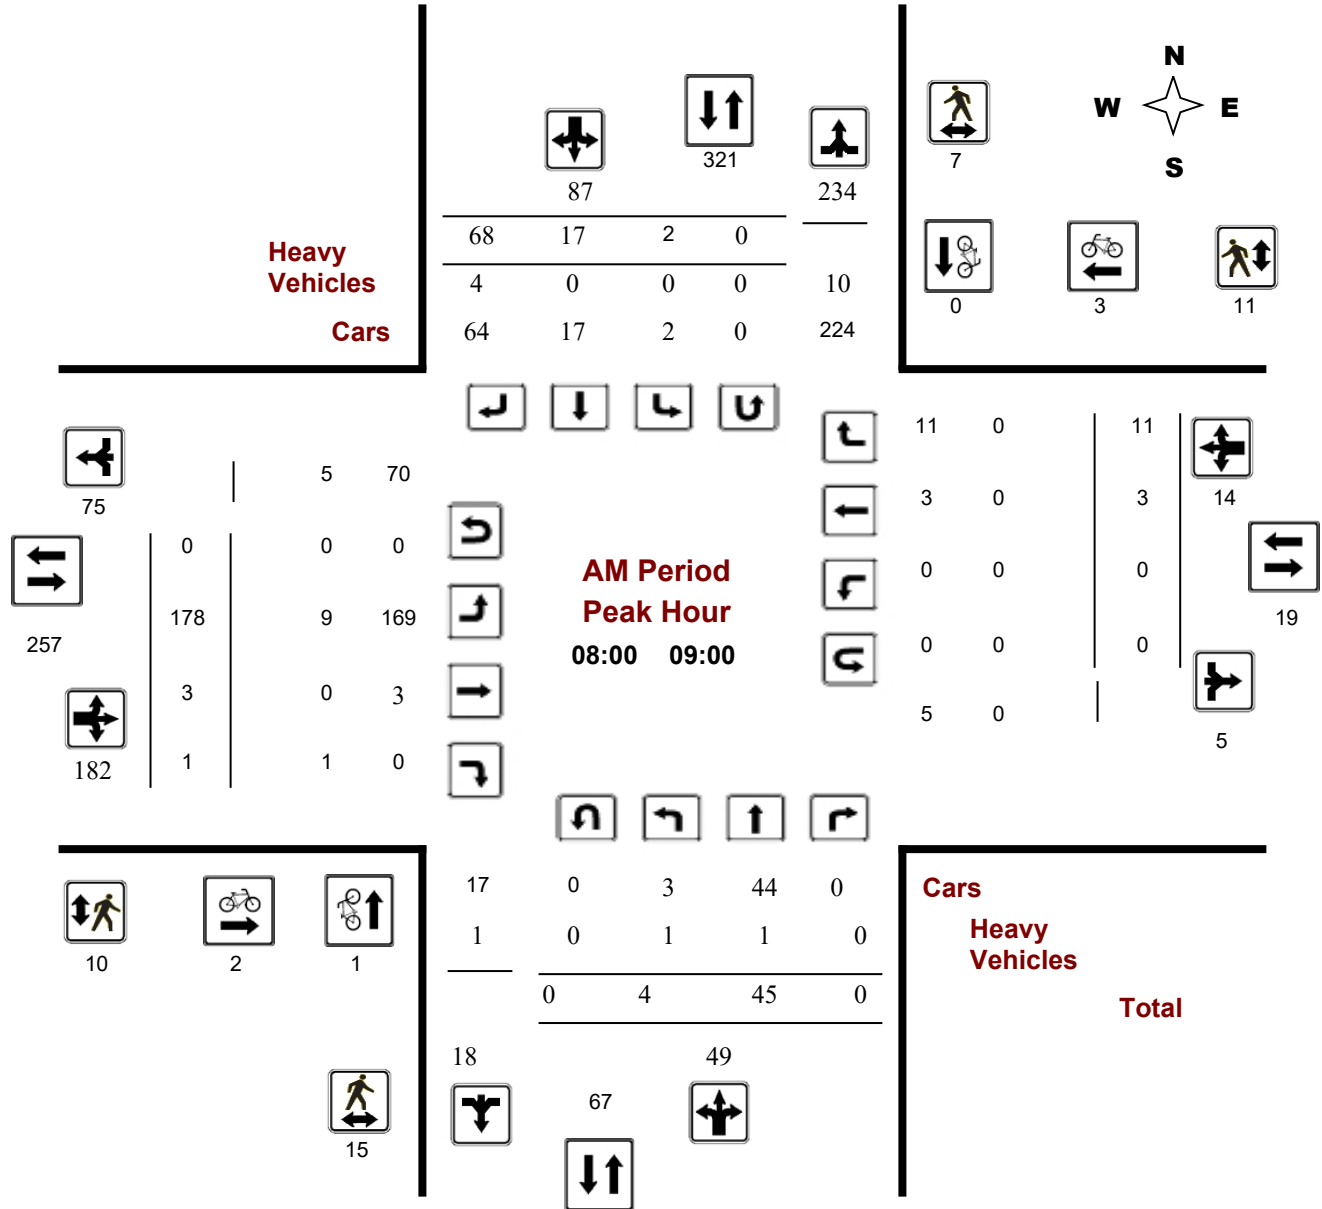 N
W E
S
321
7
87 234
68 17 2 0
Heavy
Vehicles
4 0 0 0 10
0 3 11
Cars 64 17 2 0 224
11 0 11
5 70
75
3 0 3 14
0 0 0
AM Period
0 0 0
Peak Hour
178 9 169
19
257
08:00 09:00
0 0 0
3 0 3
5 0
5
182 1 1 0
17 0 3 44 0 Cars
1 0 1 1 0 Heavy
Vehicles
10 2 1
0 4 45 0 Total
18 49
67
15